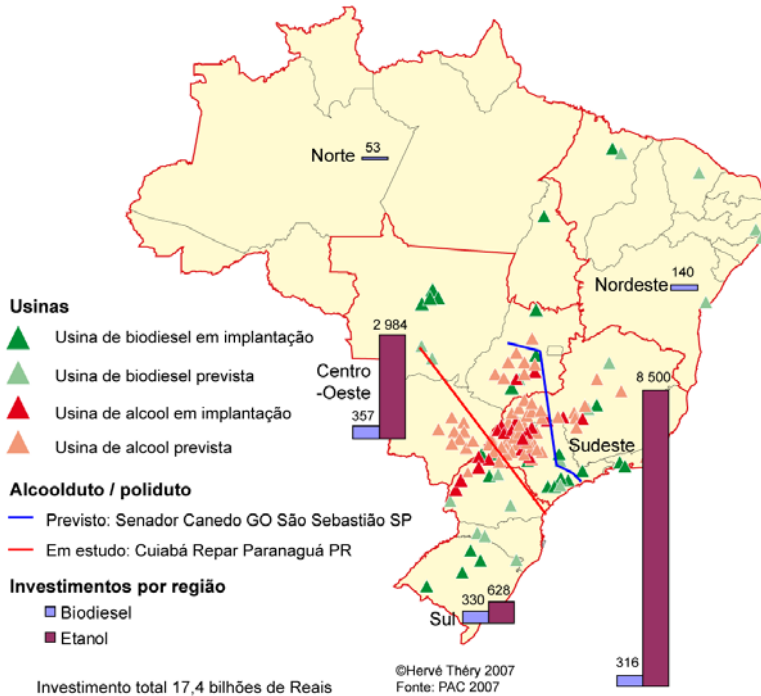 53
Norte
140
Nordeste
Usinas
Usina de biodiesel em implantação
Usina de biodiesel prevista
Usina de alcool em implantação
Usina de alcool prevista
2 984
Centro
-Oeste
357
8 500
Sudeste
316
Alcoolduto / poliduto
Previsto: Senador Canedo GO São Sebastião SP
Em estudo: Cuiabá Repar Paranaguá PR
Investimentos por região
Biodiesel
Etanol
330
628
Sul
Investimento total 17,4 bilhões de Reais
©Hervé Théry 2007
Fonte: PAC 2007